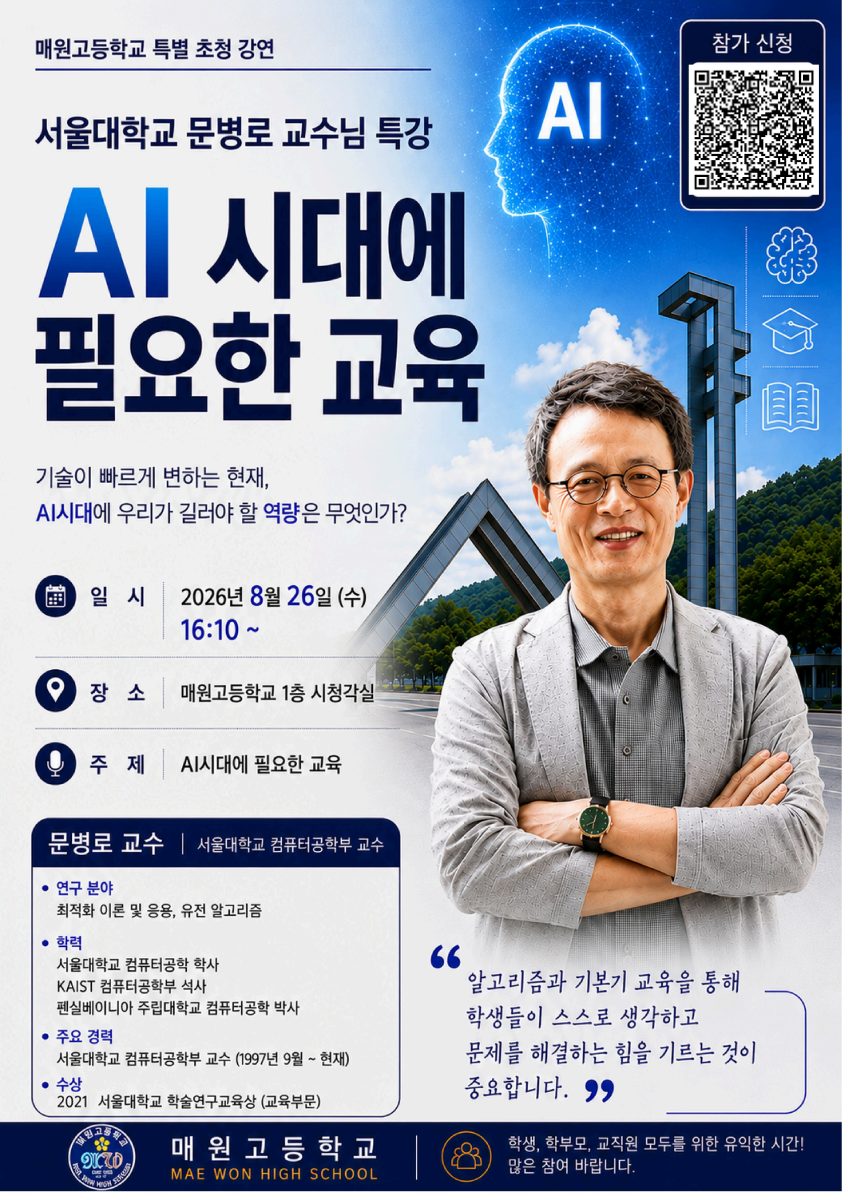 매원고등학교 특별 초청 강연
참가 신청
AI
서울대학교 문병로 교수님 특강
AI 시대에
필요한 교육
기술이 빠르게 변하는 현재,
AI시대에 우리가 길러야 할 역량은 무엇인가?
일 시 2026년 8월 26일 (수)
16:10 ~
장 소 매원고등학교 1층 시청각실
주 제 AI시대에 필요한 교육
문병로 교수 | 서울대학교 컴퓨터공학부 교수
• 연구 분야
최적화 이론 및 응용, 유전 알고리즘
• 학력
서울대학교 컴퓨터공학 학사
KAIST 컴퓨터공학부 석사
펜실베이니아 주립대학교 컴퓨터공학 박사
• 주요 경력
서울대학교 컴퓨터공학부 교수 (1997년 9월 ~ 현재)
• 수상
2021 서울대학교 학술연구교육상 (교육부문)
“ 알고리즘과 기본기 교육을 통해
학생들이 스스로 생각하고
문제를 해결하는 힘을 기르는 것이
중요합니다. ”
매원고등학교
MAE WON HIGH SCHOOL
매원고등학교
MAE WON HIGH SCHOOL
학생, 학부모, 교직원 모두를 위한 유익한 시간!
많은 참여 바랍니다.